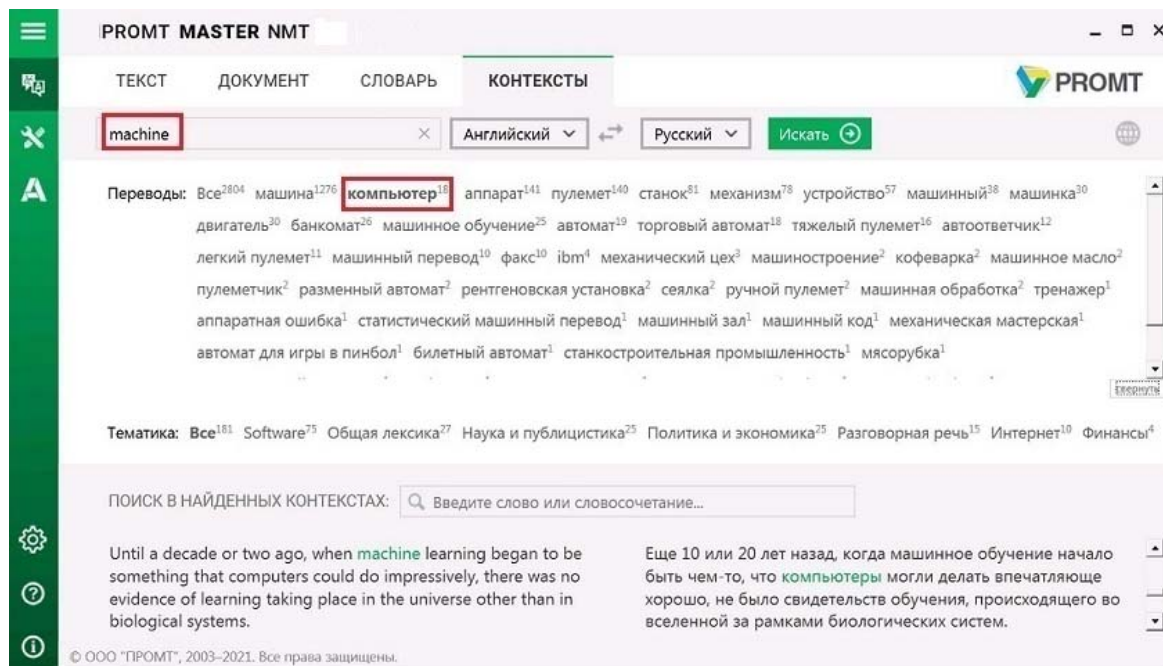 PROMT MASTER NMT
ТЕКСТ ДОКУМЕНТ СЛОВАРЬ КОНТЕКСТЫ PROMT
machine Английский Русский Искать
A
Переводы: Все2804 машина1276 компьютер18 аппарат141 пулемет140 станок81 механизм78 устройство57 машинный38 машинка30
двигатель30 банкомат26 машинное обучение25 автомат19 торговый автомат18 тяжелый пулемет16 автоответчик12
легкий пулемет11 машинный перевод10 факс10 ibm4 механический цех3 машиностроение2 кофеварка2 машинное масло2
пулеметчик2 разменный автомат2 рентгеновская установка2 сеялка2 ручной пулемет2 машинная обработка2 тренажер1
аппаратная ошибка1 статистический машинный перевод1 машинный зал1 машинный код1 механическая мастерская1
автомат для игры в пинбол1 билетный автомат1 станкостроительная промышленность1 мясорубка1
Тематика: Все181 Software75 Общая лексика27 Наука и публицистика25 Политика и экономика25 Разговорная речь15 Интернет10 Финансы4
ПОИСК В НАЙДЕННЫХ КОНТЕКСТАХ: Введите слово или словосочетание...
Until a decade or two ago, when machine learning began to be
something that computers could do impressively, there was no
evidence of learning taking place in the universe other than in
biological systems.
Еще 10 или 20 лет назад, когда машинное обучение начало
быть чем-то, что компьютеры могли делать впечатляюще
хорошо, не было свидетельств обучения, происходящего во
вселенной за рамками биологических систем.
© ООО "ПРОМТ", 2003–2021. Все права защищены.